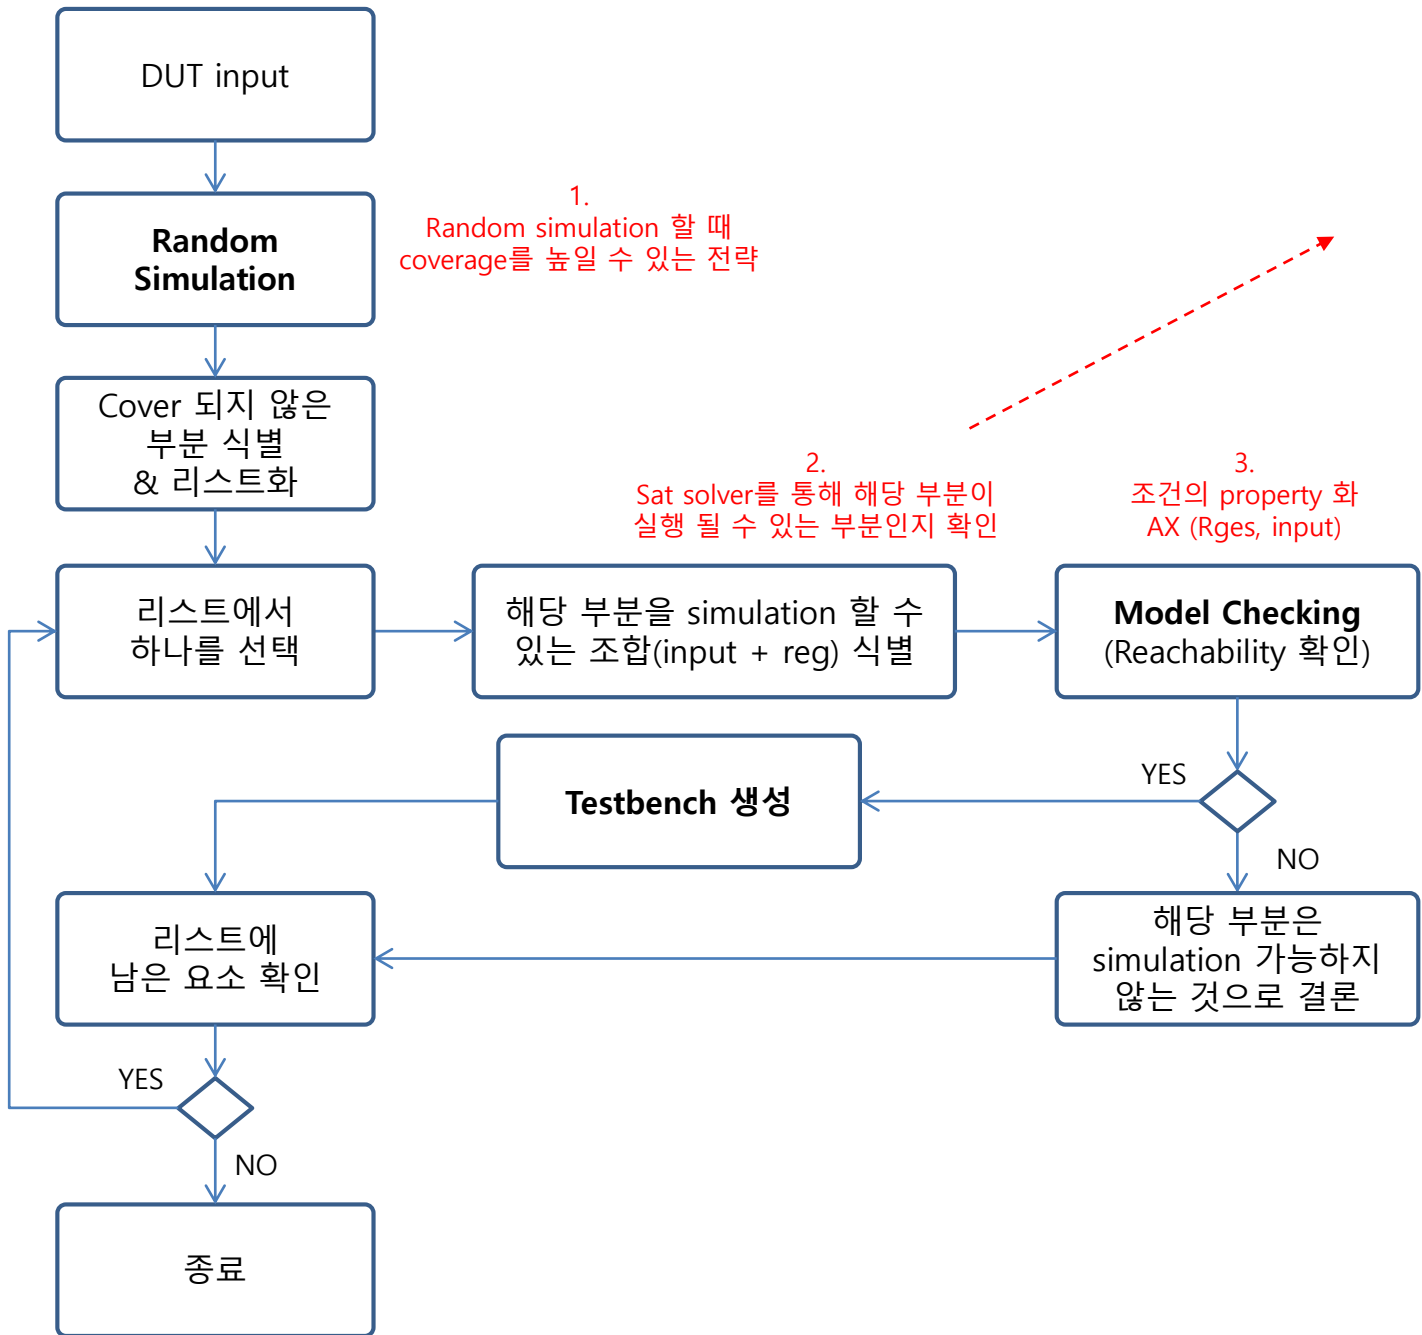 DUT input
Random
Simulation
1.
Random simulation 할 때
coverage를 높일 수 있는 전략
Cover 되지 않은
부분 식별
& 리스트화
2.
Sat solver를 통해 해당 부분이
실행 될 수 있는 부분인지 확인
3.
조건의 property 화
AX (Rges, input)
리스트에서
하나를 선택
해당 부분을 simulation 할 수
있는 조합(input + reg) 식별
Model Checking
(Reachability 확인)
Testbench 생성
YES
NO
리스트에
남은 요소 확인
해당 부분은
simulation 가능하지
않는 것으로 결론
YES
NO
종료